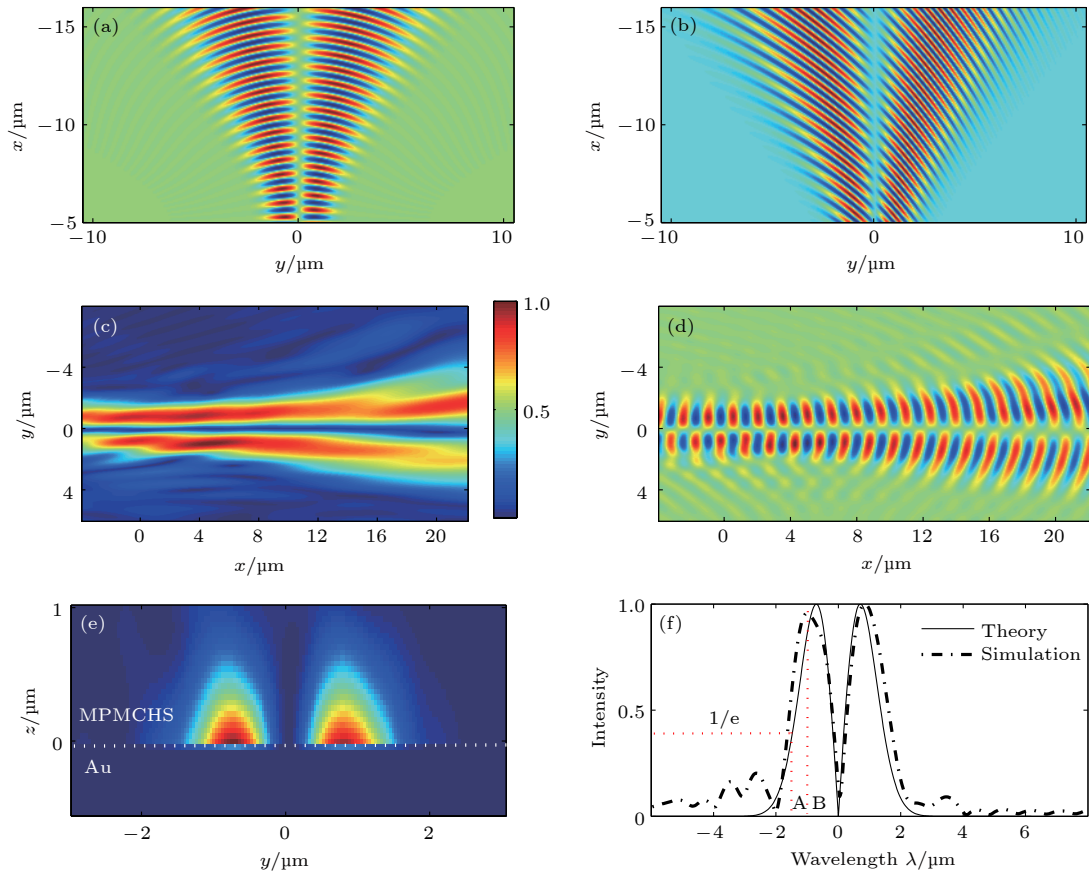 (a)
−15
−10
−5
x/μm
−10
0
10
y/μm
(b)
−15
−10
−5
x/μm
−10
0
10
y/μm
(c)
-4
0
4
y/μm
0
4
8
12
16
20
x/μm
1.0
0.5
(d)
-4
0
4
y/μm
0
4
8
12
16
20
x/μm
(e)
1
0
z/μm
MPMCHS
Au
−2
0
2
y/μm
(f)
1.0
0.5
0
Intensity
Theory
Simulation
1/e
A B
−4
−2
0
2
4
6
Wavelength λ/μm